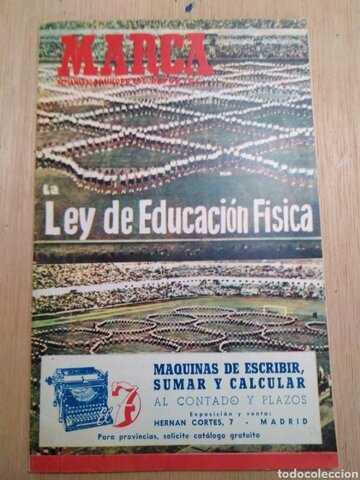 MARCA
LA
Ley de Educación Física
7
MAQUINAS DE ESCRIBIR,
SUMAR Y CALCULAR
AL CONTADO Y PLAZOS
Exposición y venta:
HERNAN CORTES, 7 - MADRID
Para provincias, solicite catálogo gratuito
todocoleccion